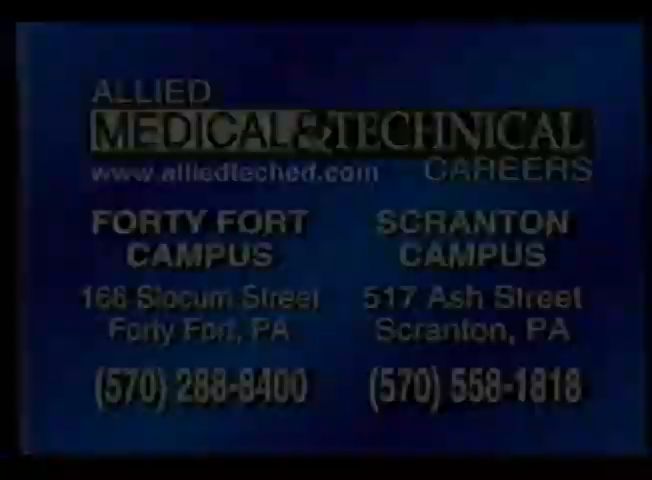 ALLIED
MEDICAL & TECHNICAL
www.alliedteched.com CAREERS
FORTY FORT
CAMPUS
166 Slocum Street
Forty Fort, PA
(570) 288-8400
SCRANTON
CAMPUS
517 Ash Street
Scranton, PA
(570) 558-1818